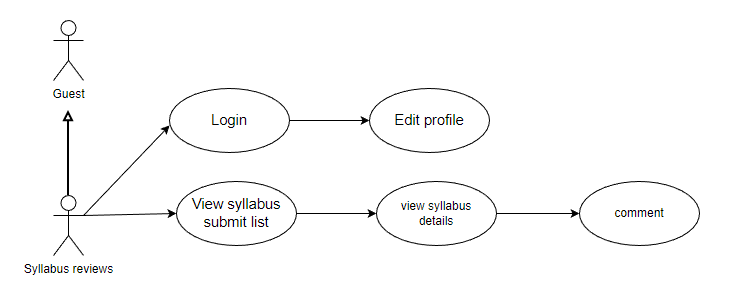 Guest
Login
Edit profile
View syllabus
submit list
view syllabus
details
comment
Syllabus reviews